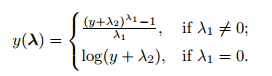 y(λ) = { ((y+λ₂)^λ₁ − 1)/λ₁, if λ₁ ≠ 0;
log(y + λ₂), if λ₁ = 0.